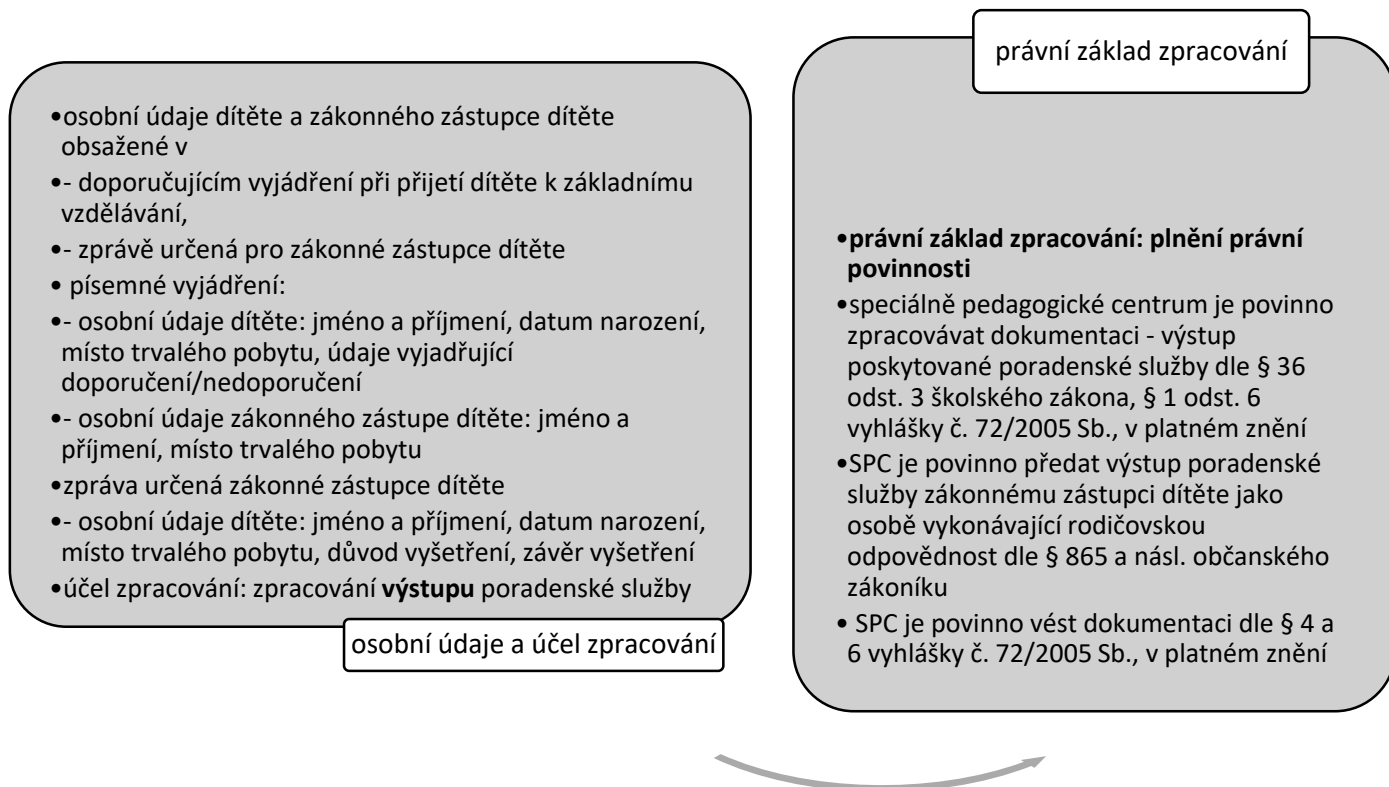 •osobní údaje dítěte a zákonného zástupce dítěte
obsažené v
•- doporučujícím vyjádření při přijetí dítěte k základnímu
vzdělávání,
•- zprávě určená pro zákonné zástupce dítěte
• písemné vyjádření:
•- osobní údaje dítěte: jméno a příjmení, datum narození,
místo trvalého pobytu, údaje vyjadřující
doporučení/nedoporučení
•- osobní údaje zákonného zástupe dítěte: jméno a
příjmení, místo trvalého pobytu
•zpráva určená zákonné zástupce dítěte
•- osobní údaje dítěte: jméno a příjmení, datum narození,
místo trvalého pobytu, důvod vyšetření, závěr vyšetření
•účel zpracování: zpracování výstupu poradenské služby
osobní údaje a účel zpracování
právní základ zpracování
•právní základ zpracování: plnění právní
povinnosti
•speciálně pedagogické centrum je povinno
zpracovávat dokumentaci - výstup
poskytované poradenské služby dle § 36
odst. 3 školského zákona, § 1 odst. 6
vyhlášky č. 72/2005 Sb., v platném znění
•SPC je povinno předat výstup poradenské
služby zákonnému zástupci dítěte jako
osobě vykonávající rodičovskou
odpovědnost dle § 865 a násl. občanského
zákoníku
• SPC je povinno vést dokumentaci dle § 4 a
6 vyhlášky č. 72/2005 Sb., v platném znění